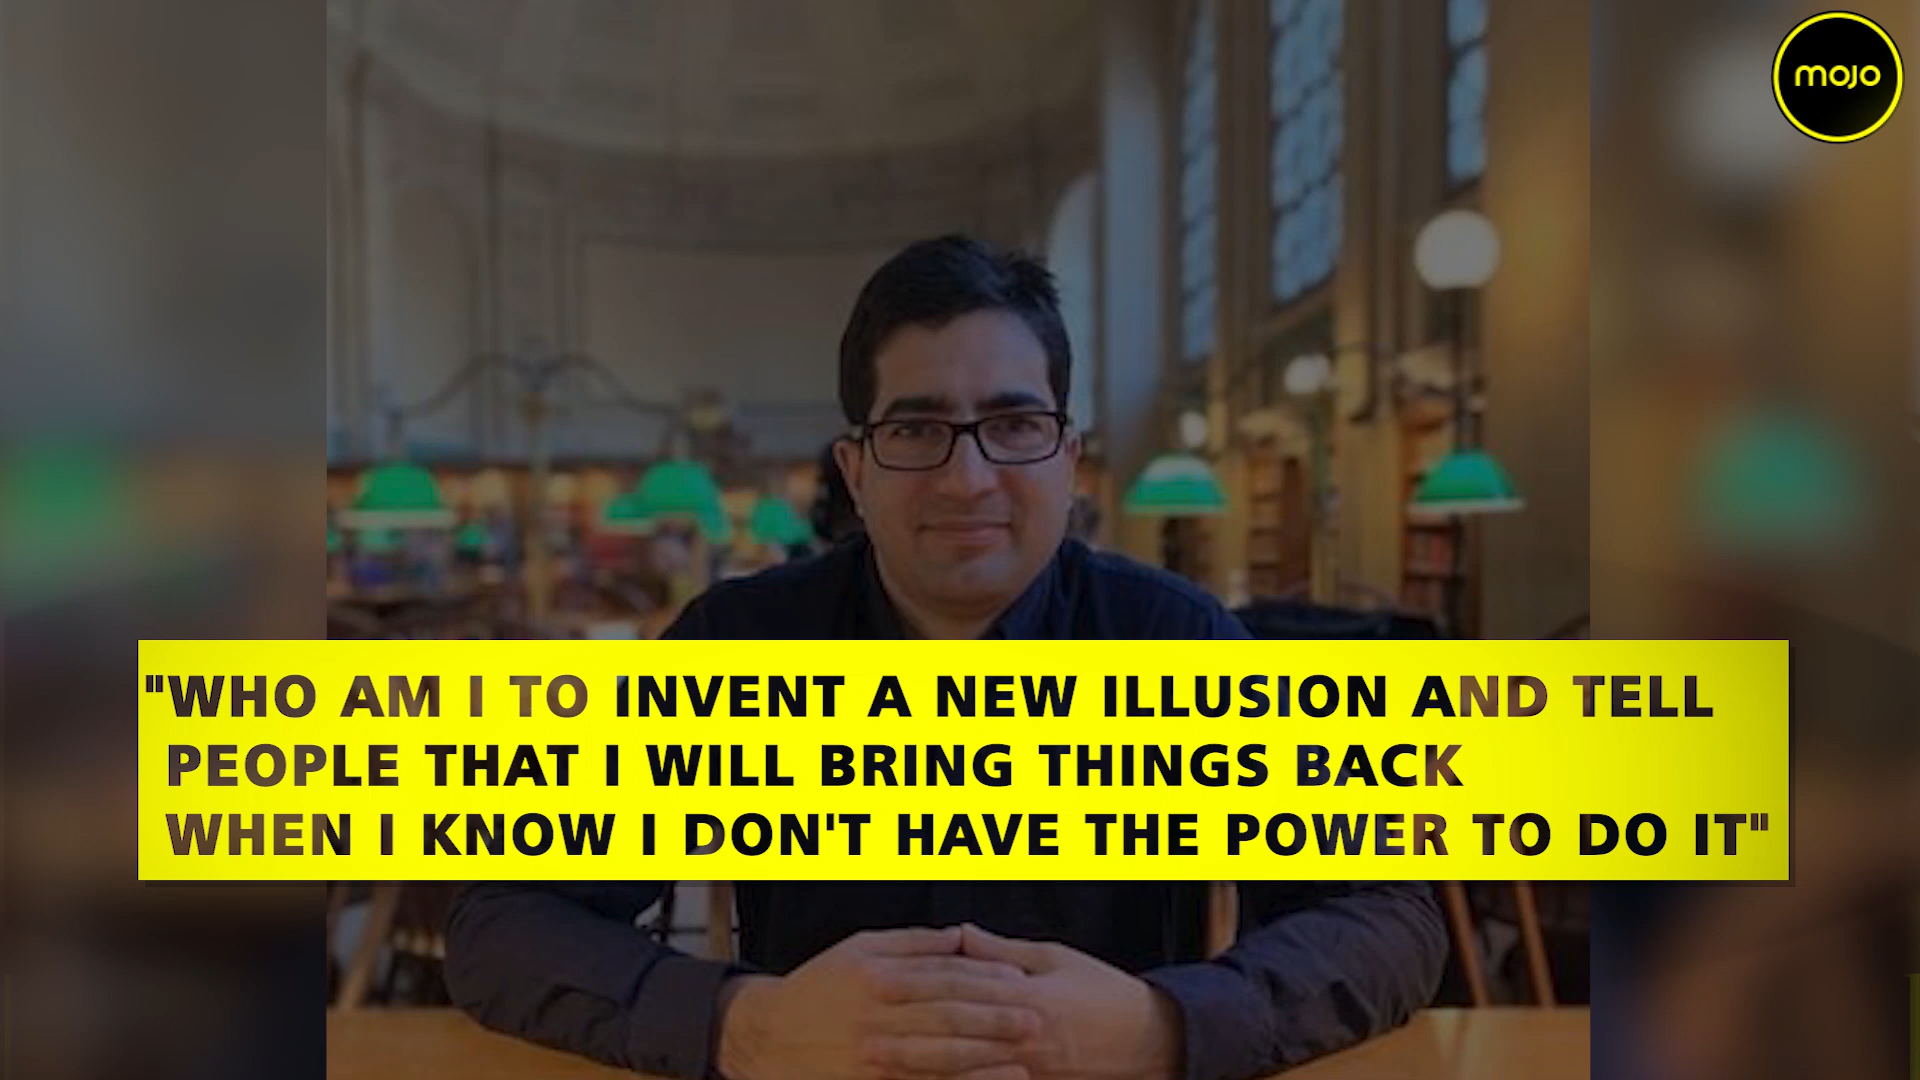 mojo
"WHO AM I TO INVENT A NEW ILLUSION AND TELL
PEOPLE THAT I WILL BRING THINGS BACK
WHEN I KNOW I DON'T HAVE THE POWER TO DO IT"